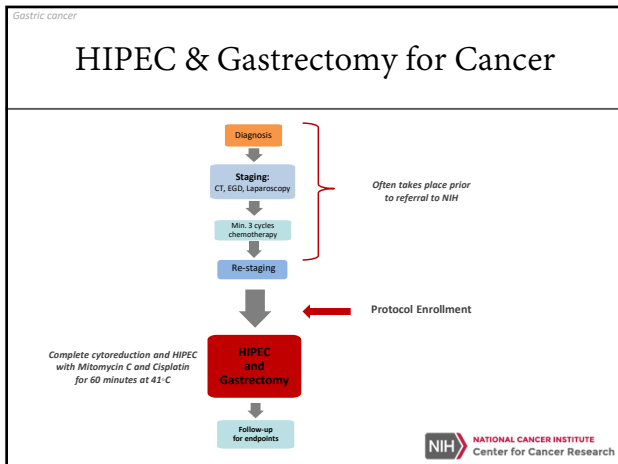 Gastric cancer
HIPEC & Gastrectomy for Cancer
Diagnosis
Staging:
CT, EGD, Laparoscopy
Often takes place prior
to referral to NIH
Min. 3 cycles
chemotherapy
Re-staging
Protocol Enrollment
Complete cytoreduction and HIPEC
with Mitomycin C and Cisplatin
for 60 minutes at 41◦C
HIPEC
and
Gastrectomy
Follow-up
for endpoints
NIH
NATIONAL CANCER INSTITUTE
Center for Cancer Research